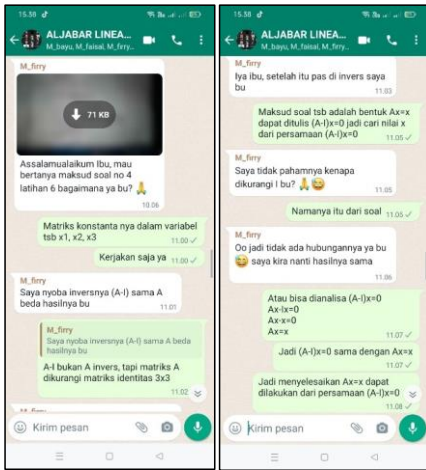 15.38
ALJABAR LINEA...
M_bayu, M_faisal, M_firry..
M_firry
71 KB
Assalamualaikum Ibu, mau
bertanya maksud soal no 4
latihan 6 bagaimana ya bu? 🙏
10.06
Matriks konstanta nya dalam variabel
tsb x1, x2, x3
11.00
Kerjakan saja ya 11.00
M_firry
Saya nyoba inversnya (A-I) sama A
beda hasilnya bu
11.01
M_firry
Saya nyoba inversnya (A-I) sama A beda
hasilnya bu
A-I bukan A invers, tapi matriks A
dikurangi matriks identitas 3x3
11.02
Kirim pesan
15.38
ALJABAR LINEA...
M_bayu, M_faisal, M_firry..
M_firry
Iya ibu, setelah itu pas di invers saya
bu
11.03
Maksud soal tsb adalah bentuk Ax=x
dapat ditulis (A-I)x=0 jadi cari nilai x
dari persamaan (A-I)x=0
11.05
M_firry
Saya tidak pahamnya kenapa
dikurangi I bu? 🙏😅
11.05
Namanya itu dari soal 11.05
M_firry
Oo jadi tidak ada hubungannya ya bu
😅 saya kira nanti hasilnya sama
11.06
Atau bisa dianalisa (A-I)x=0
Ax-Ix=0
Ax-x=0
Ax=x
11.07
Jadi (A-I)x=0 sama dengan Ax=x
11.07
Jadi menyelesaikan Ax=x dapat
dilakukan dari persamaan (A-I)x=0
11.08
Kirim pesan